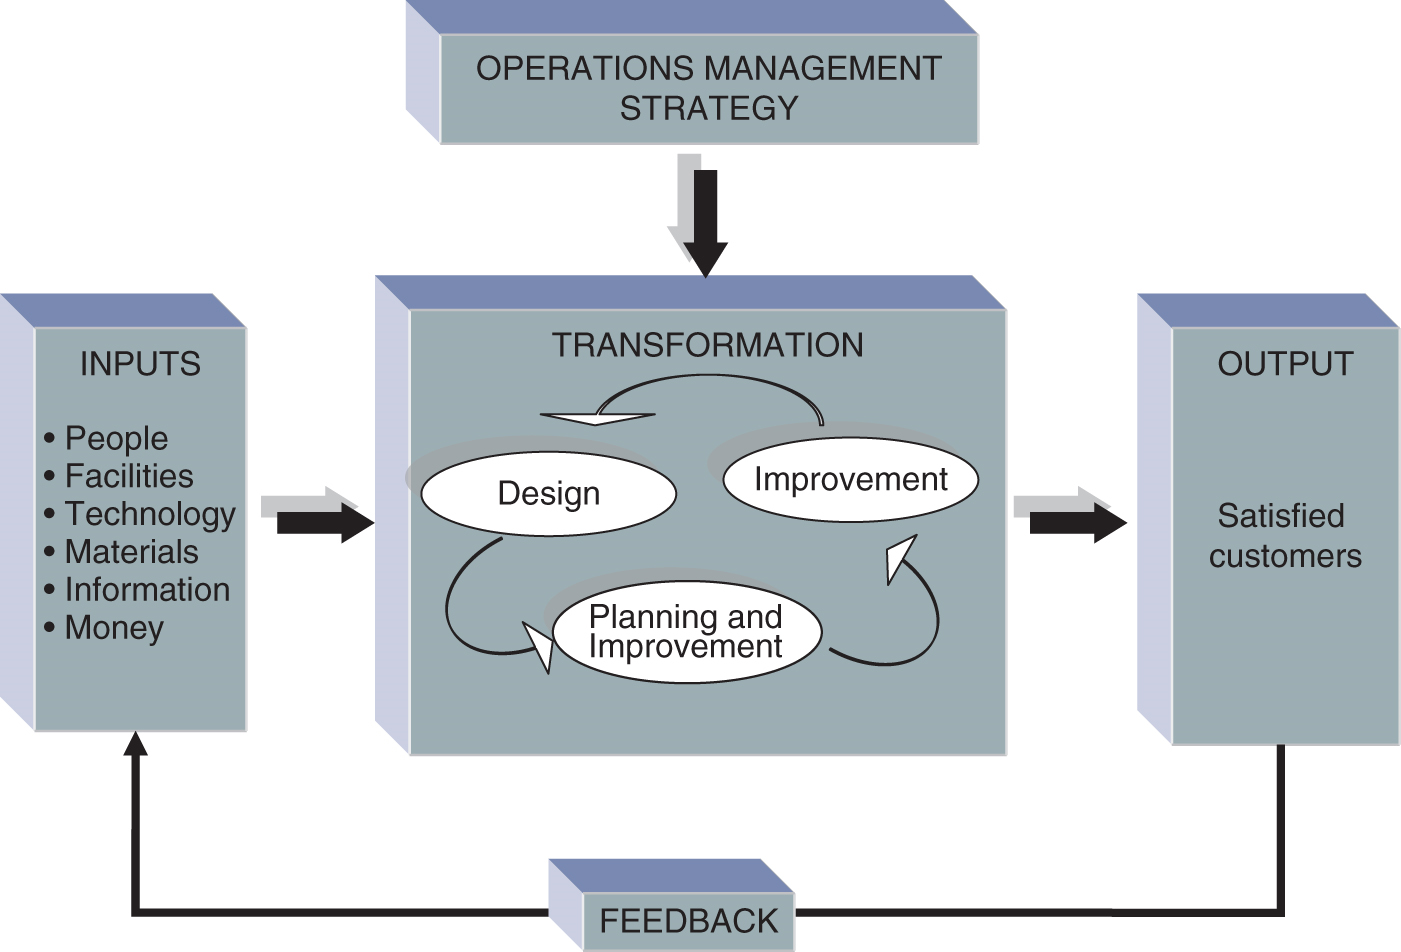 OPERATIONS MANAGEMENT
STRATEGY
INPUTS
• People
• Facilities
• Technology
• Materials
• Information
• Money
TRANSFORMATION
Design
Improvement
Planning and
Improvement
OUTPUT
Satisfied
customers
FEEDBACK